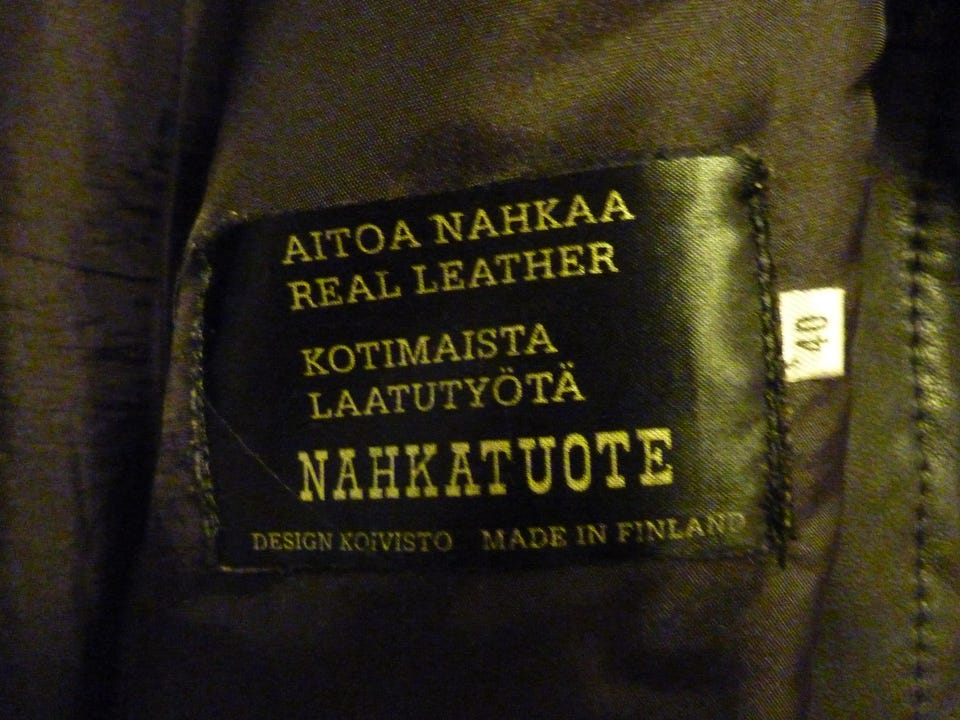 AITOA NAHKAA
REAL LEATHER
KOTIMAISTA
LAATUTYÖTÄ
NAHKATUOTE
DESIGN KOIVISTO MADE IN FINLAND
40